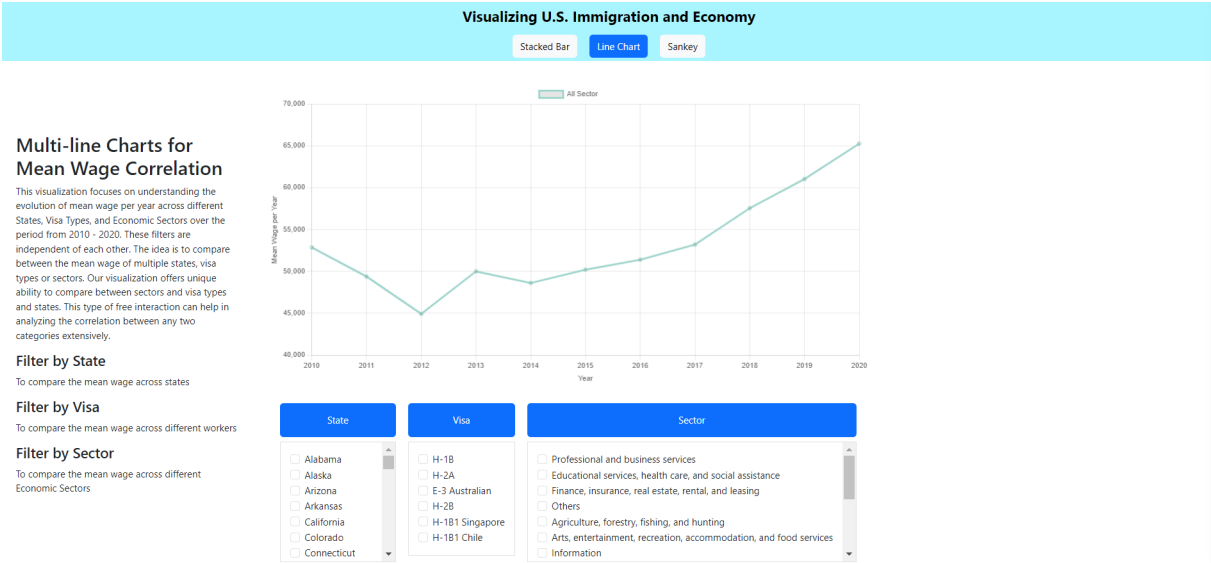 Visualizing U.S. Immigration and Economy
Stacked Bar
Line Chart
Sankey
Multi-line Charts for
Mean Wage Correlation
This visualization focuses on understanding the
evolution of mean wage per year across different
States, Visa Types, and Economic Sectors over the
period from 2010 - 2020. These filters are
independent of each other. The idea is to compare
between the mean wage of multiple states, visa
types or sectors. Our visualization offers unique
ability to compare between sectors and visa types
and states. This type of free interaction can help in
analyzing the correlation between any two
categories extensively.
Filter by State
To compare the mean wage across states
Filter by Visa
To compare the mean wage across different workers
Filter by Sector
To compare the mean wage across different
Economic Sectors
All Sector
70,000
65,000
60,000
55,000
50,000
45,000
40,000
Mean Wage per Year
2010 2011 2012 2013 2014 2015 2016 2017 2018 2019 2020
Year
State
Alabama
Alaska
Arizona
Arkansas
California
Colorado
Connecticut
Visa
H-1B
H-2A
E-3 Australian
H-2B
H-1B1 Singapore
H-1B1 Chile
Sector
Professional and business services
Educational services, health care, and social assistance
Finance, insurance, real estate, rental, and leasing
Others
Agriculture, forestry, fishing, and hunting
Arts, entertainment, recreation, accommodation, and food services
Information